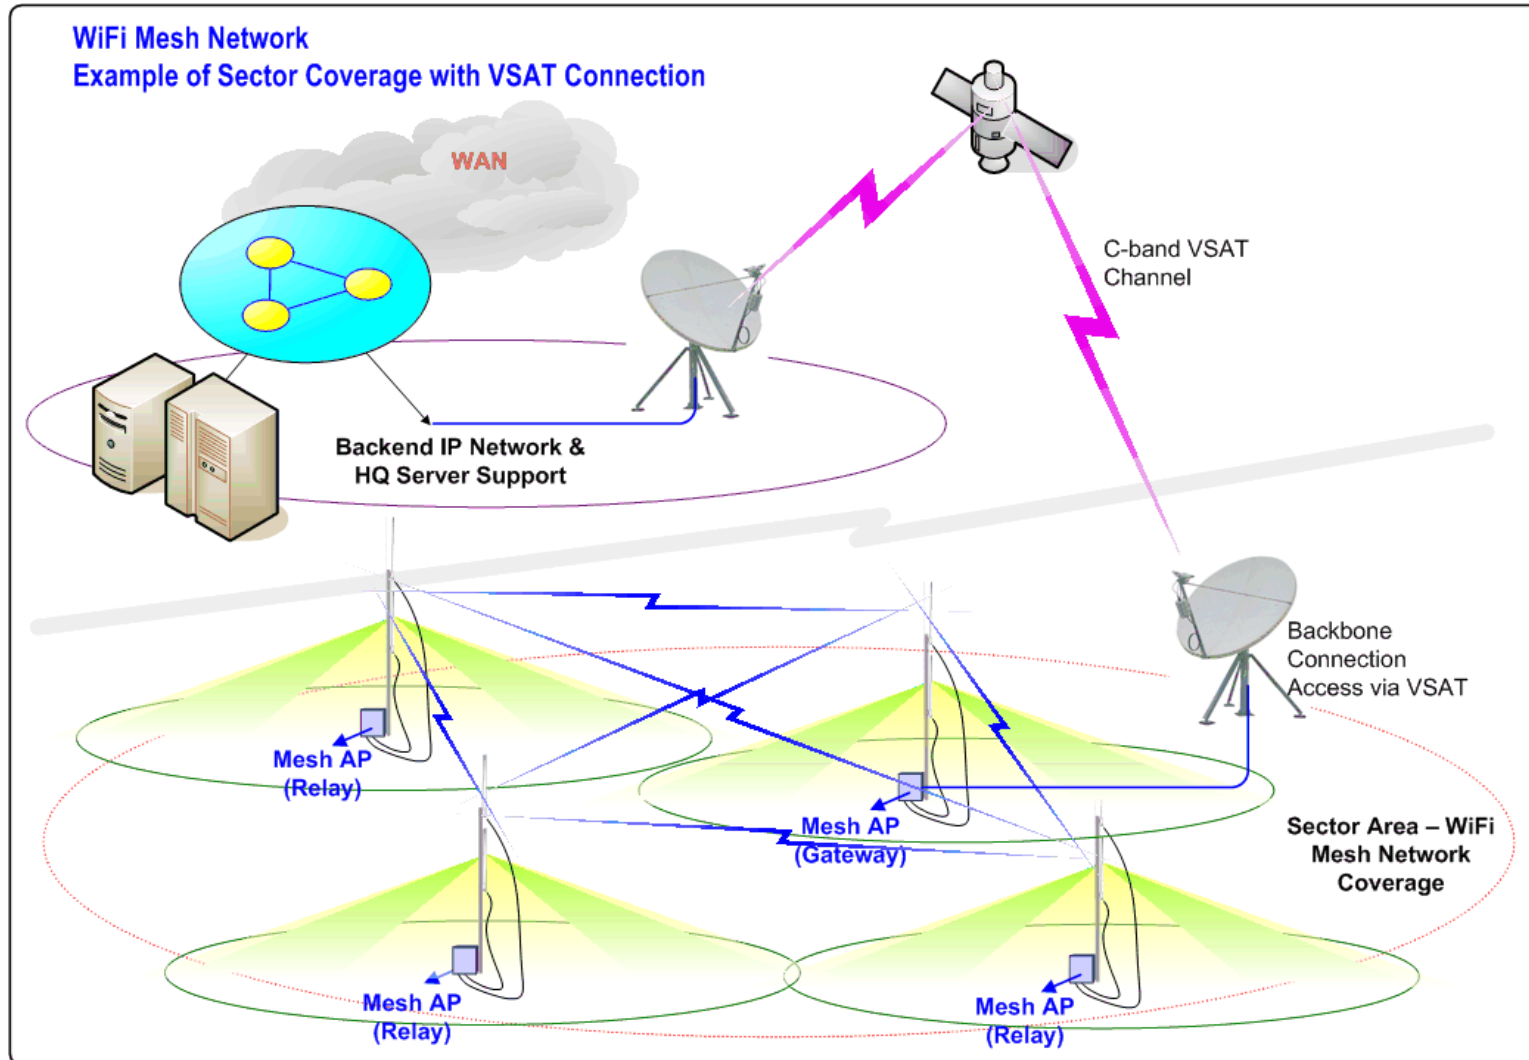 WiFi Mesh Network
Example of Sector Coverage with VSAT Connection
WAN
C-band VSAT
Channel
Backend IP Network &
HQ Server Support
Backbone
Connection
Access via VSAT
Mesh AP
(Relay)
Mesh AP
(Gateway)
Sector Area – WiFi
Mesh Network
Coverage
Mesh AP
(Relay)
Mesh AP
(Relay)